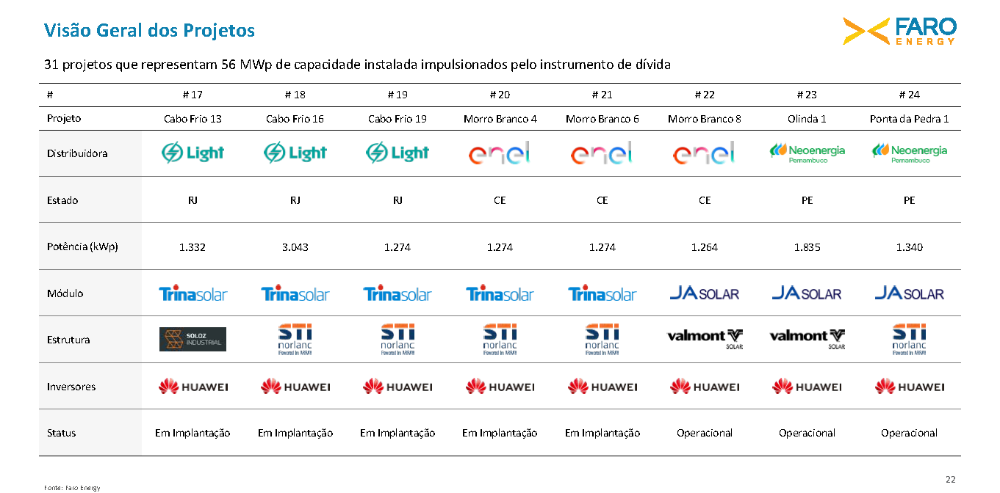 Visão Geral dos Projetos
FARO
ENERGY
31 projetos que representam 56 MWp de capacidade instalada impulsionados pelo instrumento de dívida
# # 17 # 18 # 19 # 20 # 21 # 22 # 23 # 24
Projeto Cabo Frio 13 Cabo Frio 16 Cabo Frio 19 Morro Branco 4 Morro Branco 6 Morro Branco 8 Olinda 1 Ponta da Pedra 1
Distribuidora Light Light Light enel enel enel Neoenergia Pernambuco Neoenergia Pernambuco
Estado RJ RJ RJ CE CE CE PE PE
Potência (kWp) 1.332 3.043 1.274 1.274 1.274 1.264 1.835 1.340
Módulo Trinasolar Trinasolar Trinasolar Trinasolar Trinasolar JA SOLAR JA SOLAR JA SOLAR
Estrutura SOLOZ INDUSTRIAL STi norlanc Powered by ARRAY STi norlanc Powered by ARRAY STi norlanc Powered by ARRAY STi norlanc Powered by ARRAY valmont SOLAR valmont SOLAR STi norlanc Powered by ARRAY
Inversores HUAWEI HUAWEI HUAWEI HUAWEI HUAWEI HUAWEI HUAWEI HUAWEI
Status Em Implantação Em Implantação Em Implantação Em Implantação Em Implantação Operacional Operacional Operacional
22
Fonte: Faro Energy